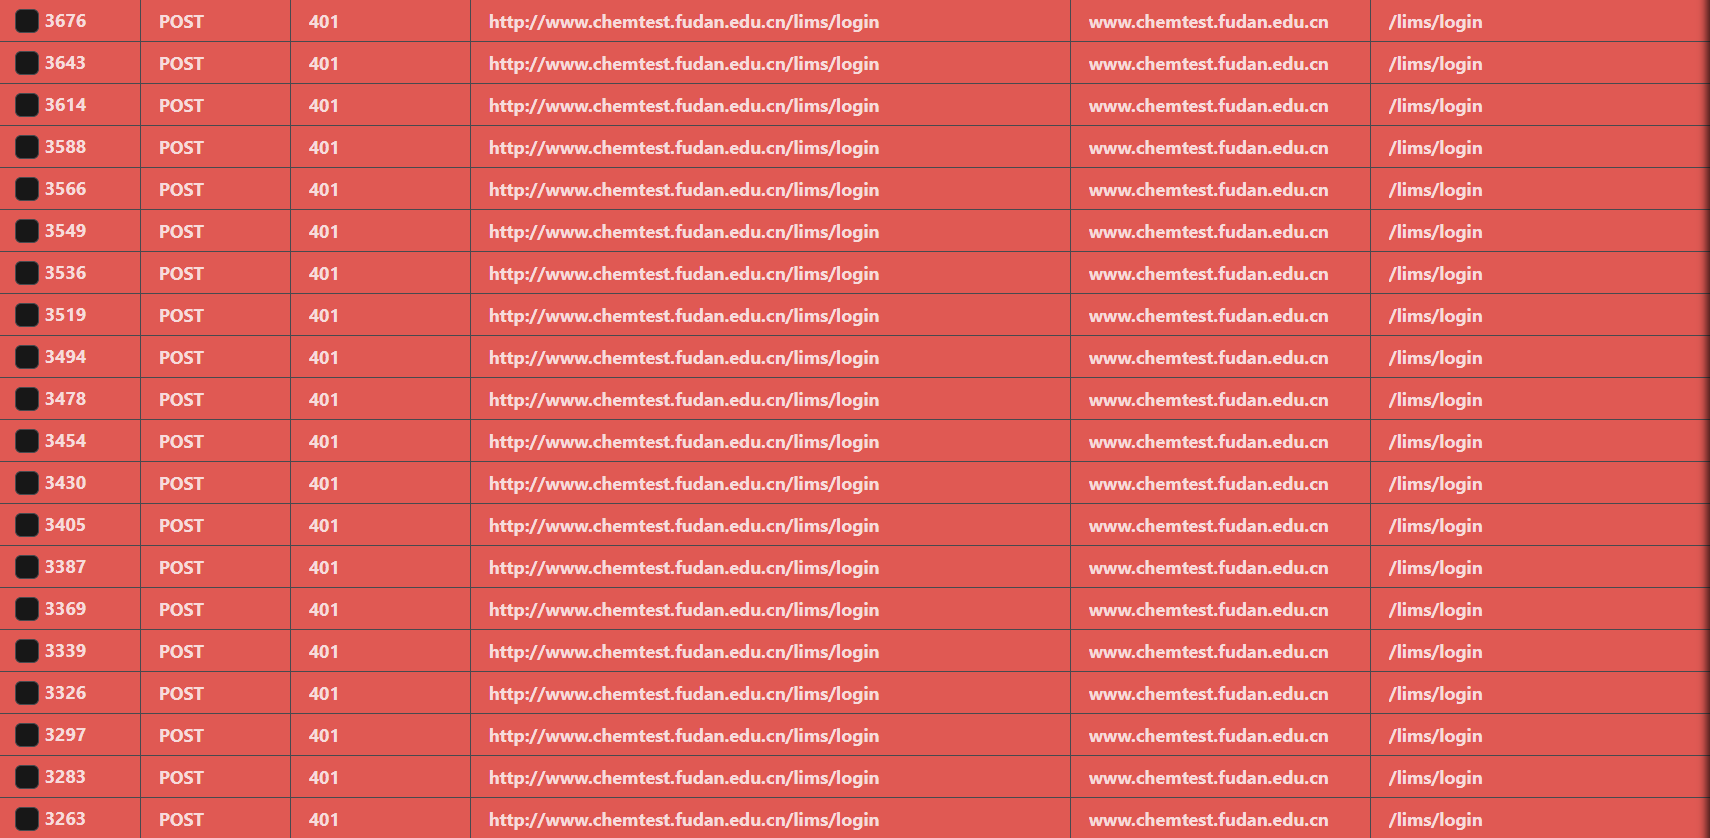 3676 POST 401 http://www.chemtest.fudan.edu.cn/lims/login www.chemtest.fudan.edu.cn /lims/login
3643 POST 401 http://www.chemtest.fudan.edu.cn/lims/login www.chemtest.fudan.edu.cn /lims/login
3614 POST 401 http://www.chemtest.fudan.edu.cn/lims/login www.chemtest.fudan.edu.cn /lims/login
3588 POST 401 http://www.chemtest.fudan.edu.cn/lims/login www.chemtest.fudan.edu.cn /lims/login
3566 POST 401 http://www.chemtest.fudan.edu.cn/lims/login www.chemtest.fudan.edu.cn /lims/login
3549 POST 401 http://www.chemtest.fudan.edu.cn/lims/login www.chemtest.fudan.edu.cn /lims/login
3536 POST 401 http://www.chemtest.fudan.edu.cn/lims/login www.chemtest.fudan.edu.cn /lims/login
3519 POST 401 http://www.chemtest.fudan.edu.cn/lims/login www.chemtest.fudan.edu.cn /lims/login
3494 POST 401 http://www.chemtest.fudan.edu.cn/lims/login www.chemtest.fudan.edu.cn /lims/login
3478 POST 401 http://www.chemtest.fudan.edu.cn/lims/login www.chemtest.fudan.edu.cn /lims/login
3454 POST 401 http://www.chemtest.fudan.edu.cn/lims/login www.chemtest.fudan.edu.cn /lims/login
3430 POST 401 http://www.chemtest.fudan.edu.cn/lims/login www.chemtest.fudan.edu.cn /lims/login
3405 POST 401 http://www.chemtest.fudan.edu.cn/lims/login www.chemtest.fudan.edu.cn /lims/login
3387 POST 401 http://www.chemtest.fudan.edu.cn/lims/login www.chemtest.fudan.edu.cn /lims/login
3369 POST 401 http://www.chemtest.fudan.edu.cn/lims/login www.chemtest.fudan.edu.cn /lims/login
3339 POST 401 http://www.chemtest.fudan.edu.cn/lims/login www.chemtest.fudan.edu.cn /lims/login
3326 POST 401 http://www.chemtest.fudan.edu.cn/lims/login www.chemtest.fudan.edu.cn /lims/login
3297 POST 401 http://www.chemtest.fudan.edu.cn/lims/login www.chemtest.fudan.edu.cn /lims/login
3283 POST 401 http://www.chemtest.fudan.edu.cn/lims/login www.chemtest.fudan.edu.cn /lims/login
3263 POST 401 http://www.chemtest.fudan.edu.cn/lims/login www.chemtest.fudan.edu.cn /lims/login